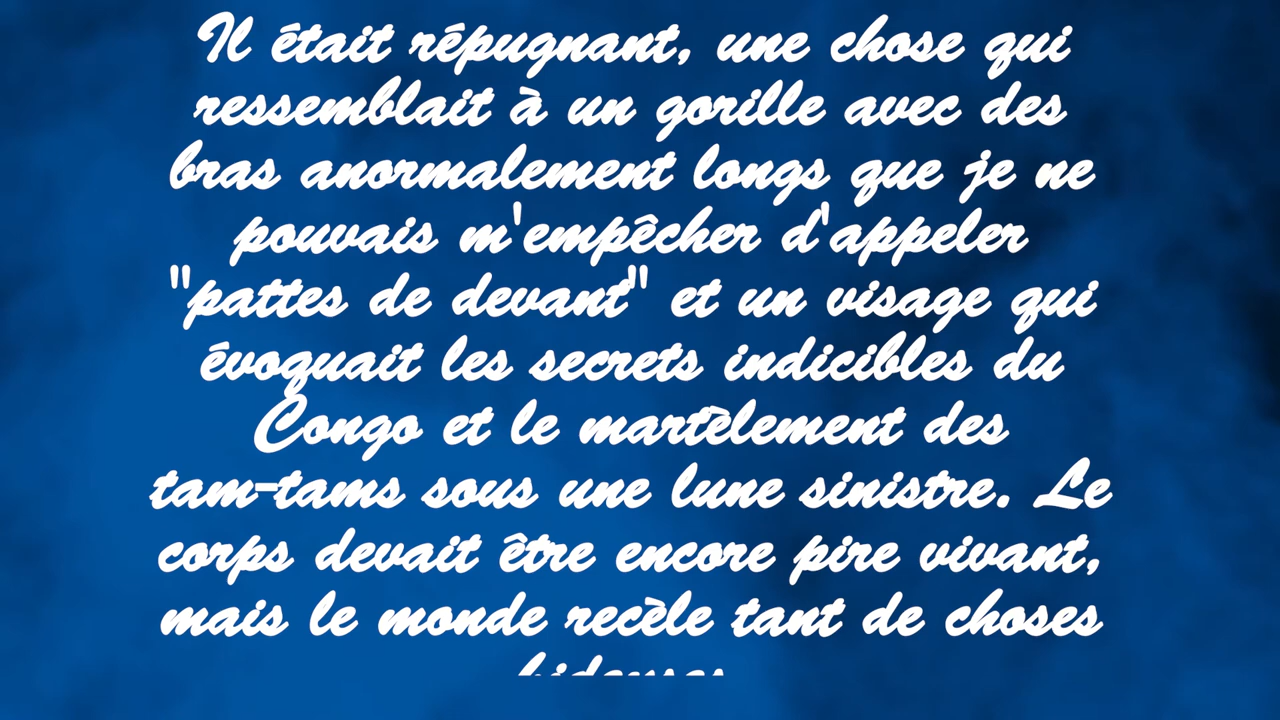 Il était répugnant, une chose qui
ressemblait à un gorille avec des
bras anormalement longs que je ne
pouvais m'empêcher d'appeler
"pattes de devant" et un visage qui
évoquait les secrets indicibles du
Congo et le martèlement des
tam-tams sous une lune sinistre. Le
corps devait être encore pire vivant,
mais le monde recèle tant de choses